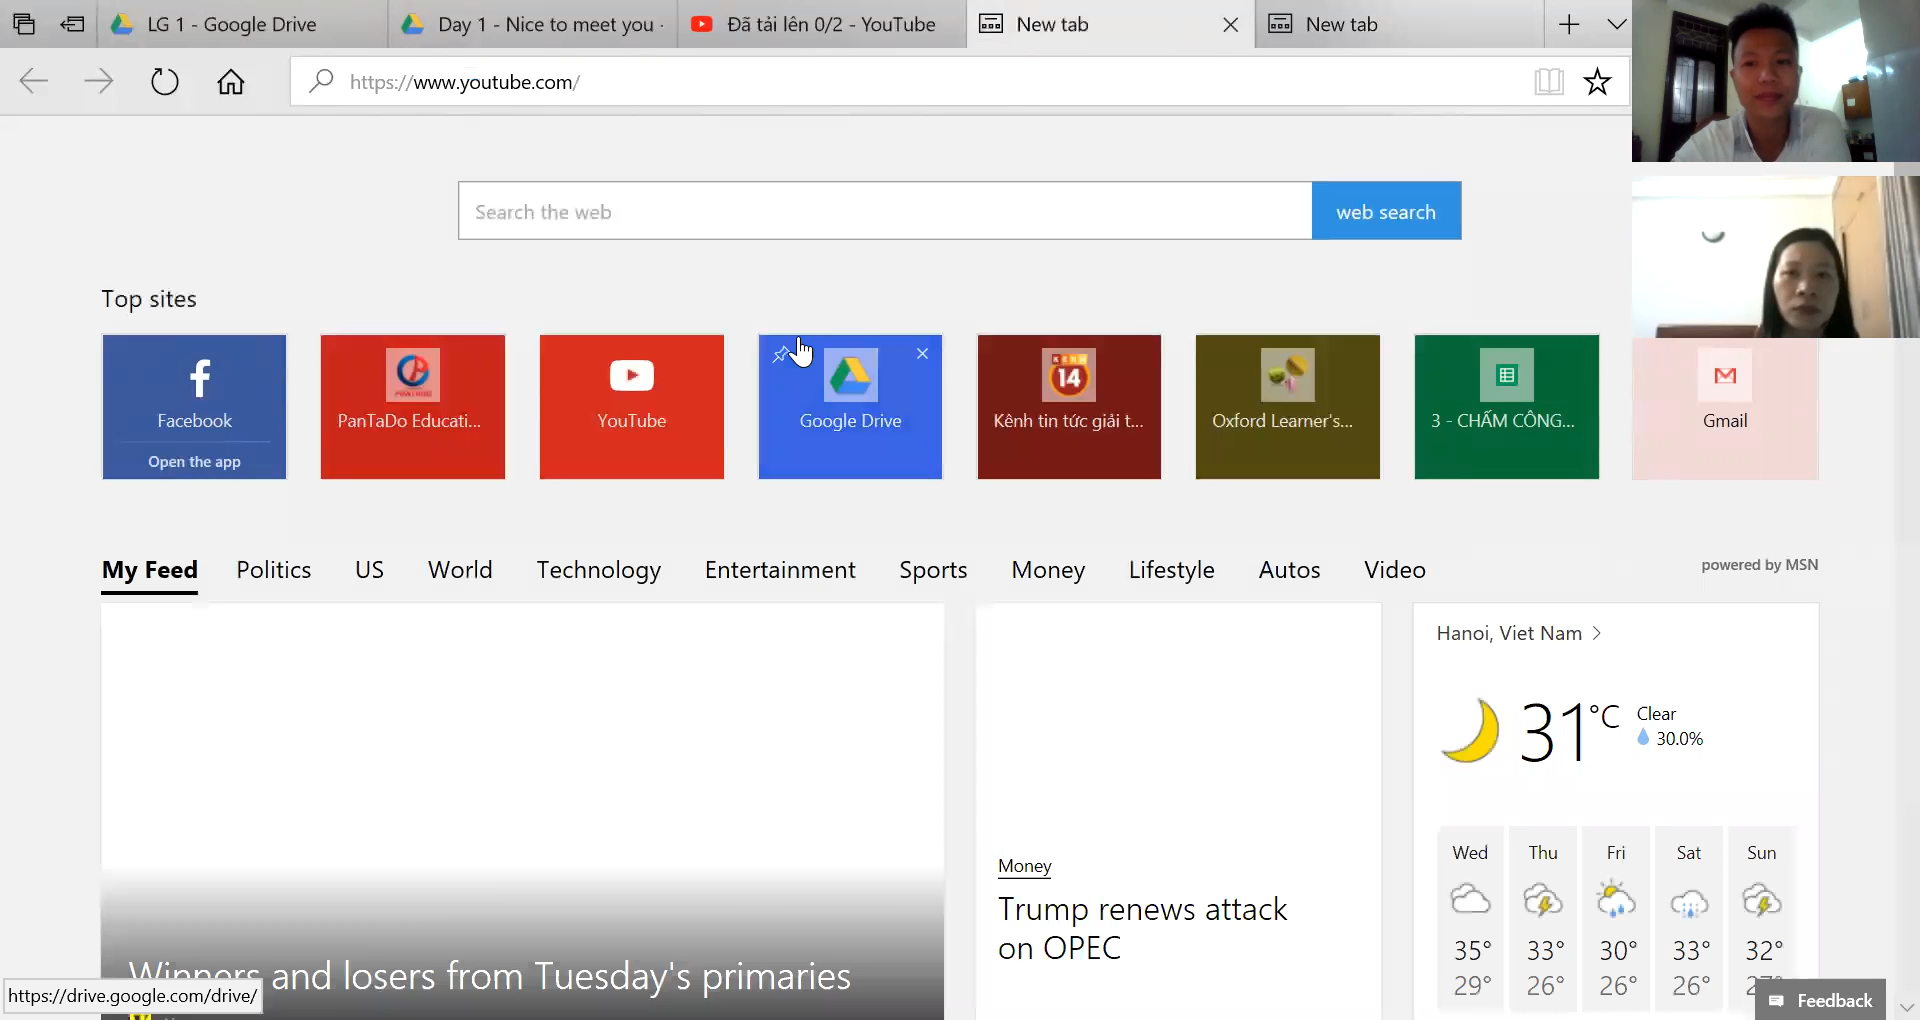 LG 1 - Google Drive
Day 1 - Nice to meet you ·
Đã tải lên 0/2 - YouTube
New tab
New tab
https://www.youtube.com/
Search the web
web search
Top sites
Facebook
Open the app
PanTaDo Educati...
YouTube
Google Drive
14
Kênh tin tức giải t...
Oxford Learner's...
3 - CHẤM CÔNG...
Gmail
My Feed
Politics
US
World
Technology
Entertainment
Sports
Money
Lifestyle
Autos
Video
powered by MSN
Winners and losers from Tuesday's primaries
Money
Trump renews attack
on OPEC
Hanoi, Viet Nam
31°C
Clear
30.0%
Wed Thu Fri Sat Sun
35° 33° 30° 33° 32°
29° 26° 26° 26°
https://drive.google.com/drive/
Feedback